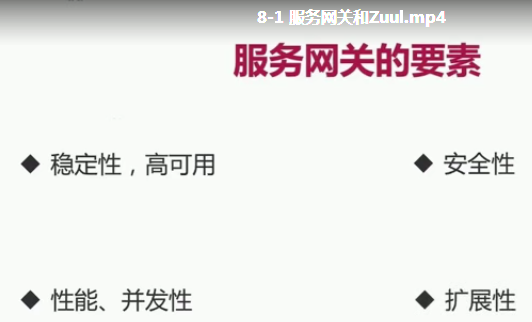 8-1 服务网关和Zuul.mp4
服务网关的要素
◆ 稳定性，高可用
◆ 安全性
◆ 性能、并发性
◆ 扩展性